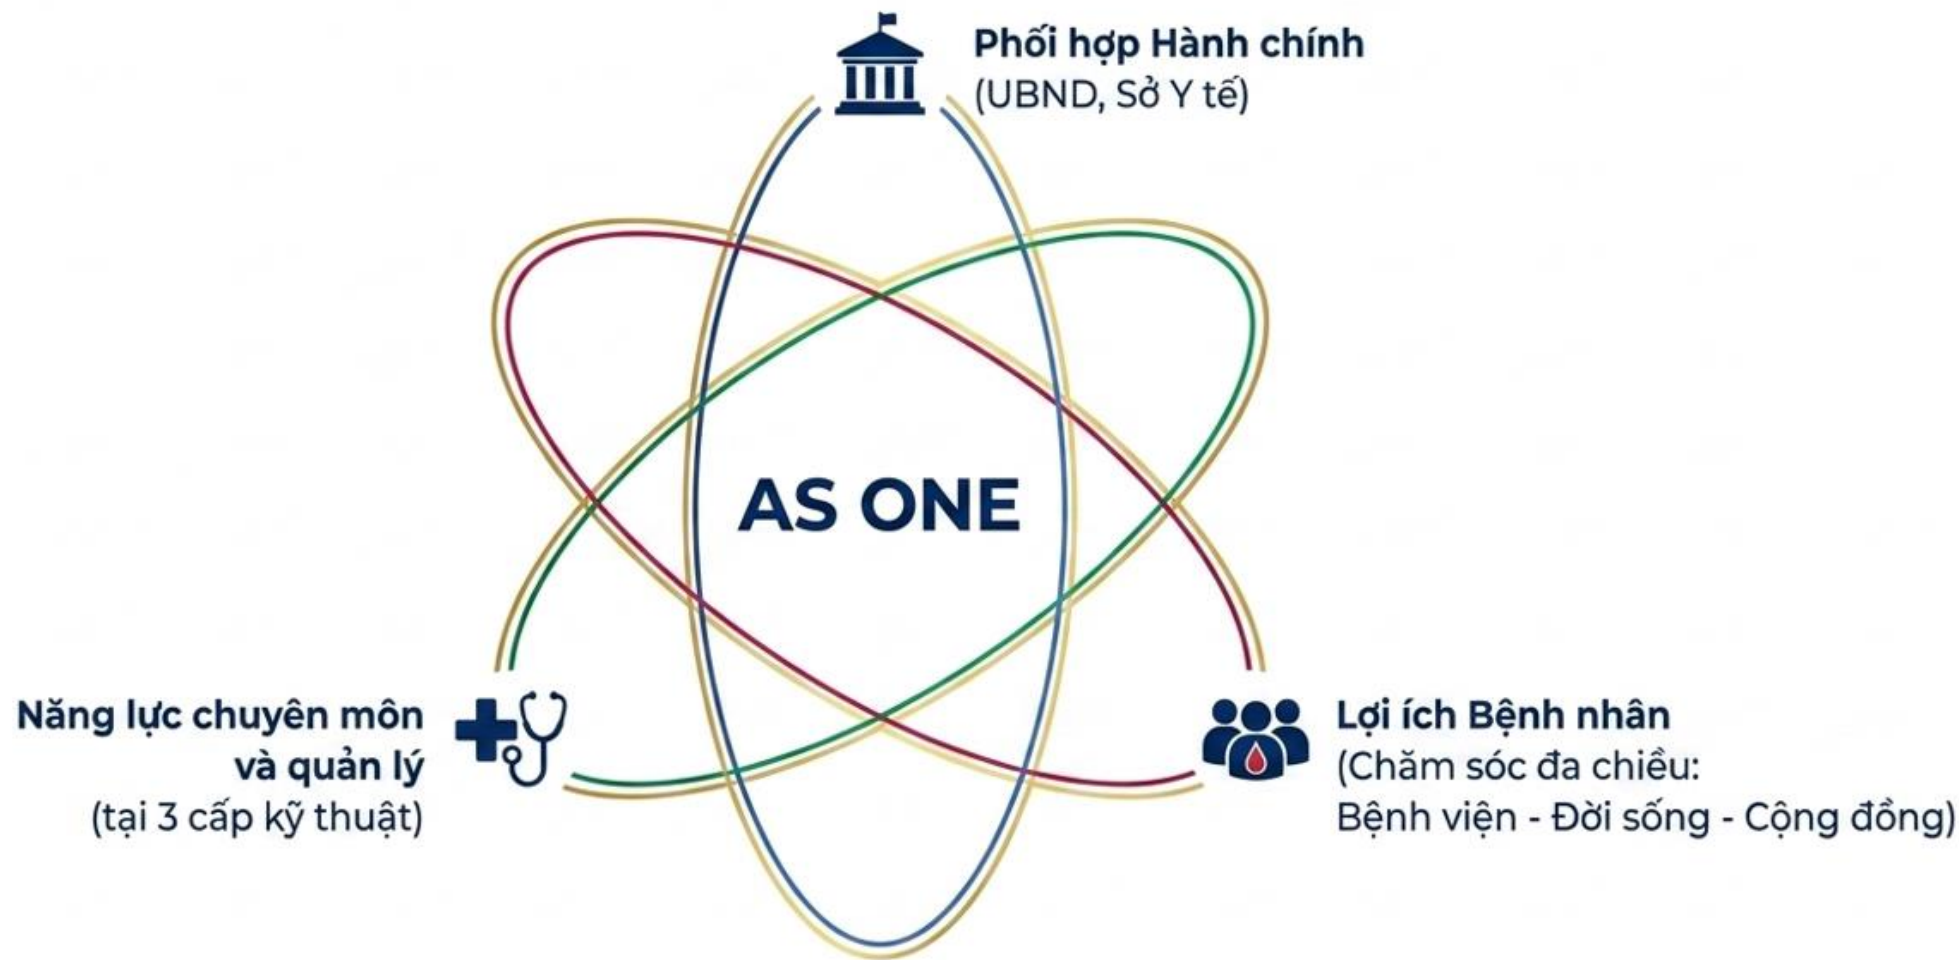 Phối hợp Hành chính
(UBND, Sở Y tế)
AS ONE
Năng lực chuyên môn
và quản lý
(tại 3 cấp kỹ thuật)
Lợi ích Bệnh nhân
(Chăm sóc đa chiều:
Bệnh viện - Đời sống - Cộng đồng)